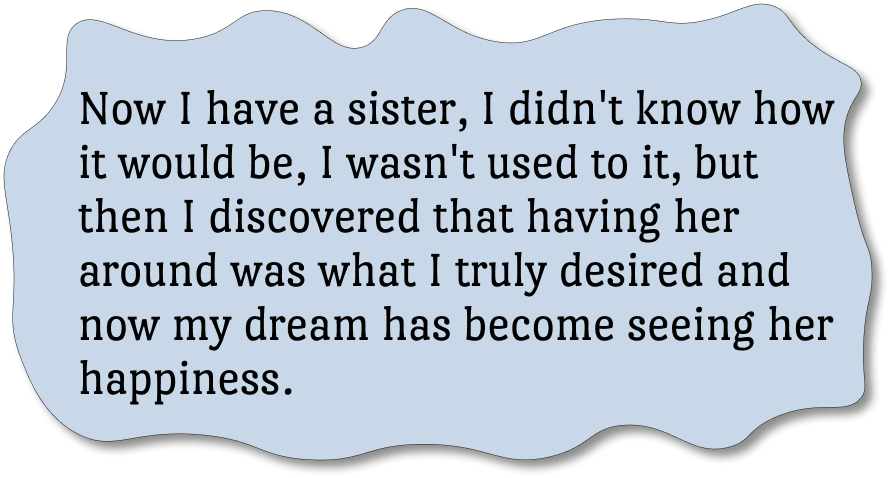 Now I have a sister, I didn't know how
it would be, I wasn't used to it, but
then I discovered that having her
around was what I truly desired and
now my dream has become seeing her
happiness.